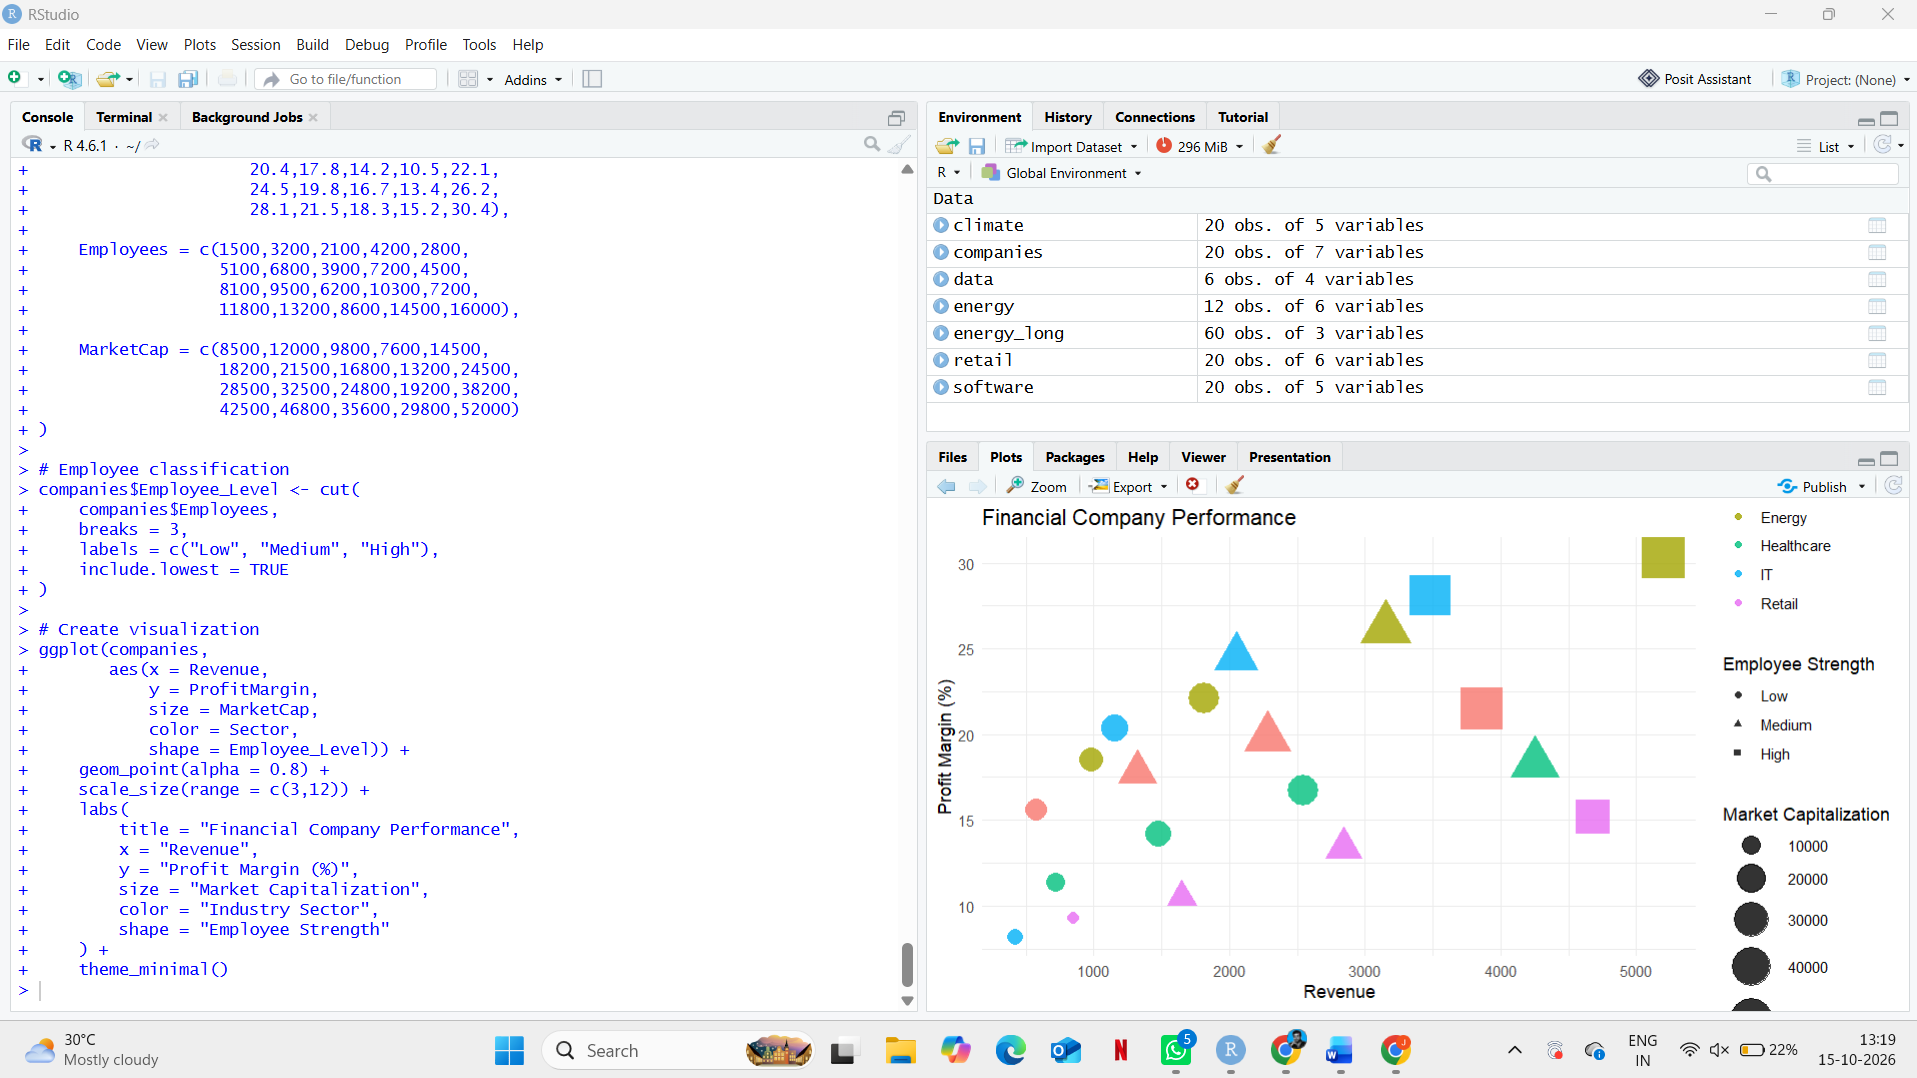 RStudio
File Edit Code View Plots Session Build Debug Profile Tools Help
Go to file/function Addins Posit Assistant Project: (None)
Console Terminal Background Jobs
R 4.6.1 · ~/
+ 20.4,17.8,14.2,10.5,22.1,
+ 24.5,19.8,16.7,13.4,26.2,
+ 28.1,21.5,18.3,15.2,30.4),
+
+ Employees = c(1500,3200,2100,4200,2800,
+ 5100,6800,3900,7200,4500,
+ 8100,9500,6200,10300,7200,
+ 11800,13200,8600,14500,16000),
+
+ MarketCap = c(8500,12000,9800,7600,14500,
+ 18200,21500,16800,13200,24500,
+ 28500,32500,24800,19200,38200,
+ 42500,46800,35600,29800,52000)
+ )
>
> # Employee classification
> companies$Employee_Level <- cut(
+ companies$Employees,
+ breaks = 3,
+ labels = c("Low", "Medium", "High"),
+ include.lowest = TRUE
+ )
>
> # Create visualization
> ggplot(companies,
+ aes(x = Revenue,
+ y = ProfitMargin,
+ size = MarketCap,
+ color = Sector,
+ shape = Employee_Level)) +
+ geom_point(alpha = 0.8) +
+ scale_size(range = c(3,12)) +
+ labs(
+ title = "Financial Company Performance",
+ x = "Revenue",
+ y = "Profit Margin (%)",
+ size = "Market Capitalization",
+ color = "Industry Sector",
+ shape = "Employee Strength"
+ ) +
+ theme_minimal()
>
Environment History Connections Tutorial
Import Dataset 296 MiB List
R Global Environment
Data
climate 20 obs. of 5 variables
companies 20 obs. of 7 variables
data 6 obs. of 4 variables
energy 12 obs. of 6 variables
energy_long 60 obs. of 3 variables
retail 20 obs. of 6 variables
software 20 obs. of 5 variables
Files Plots Packages Help Viewer Presentation
Zoom Export Publish
Financial Company Performance
30
25
20
15
10
Profit Margin (%)
1000 2000 3000 4000 5000
Revenue
Energy
Healthcare
IT
Retail
Employee Strength
Low
Medium
High
Market Capitalization
10000
20000
30000
40000
30°C
Mostly cloudy
Search
5
ENG
IN
22%
13:19
15-10-2026